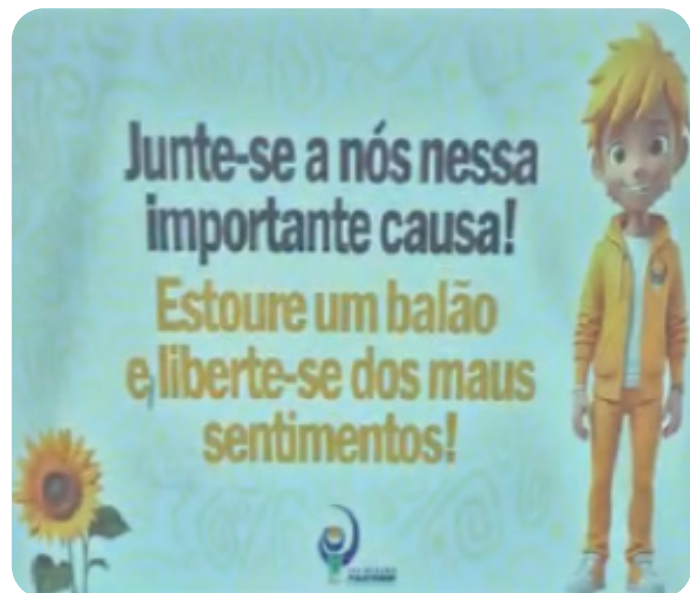 Junte-se a nós nessa
importante causa!
Estoure um balão
e, liberte-se dos maus
sentimentos!